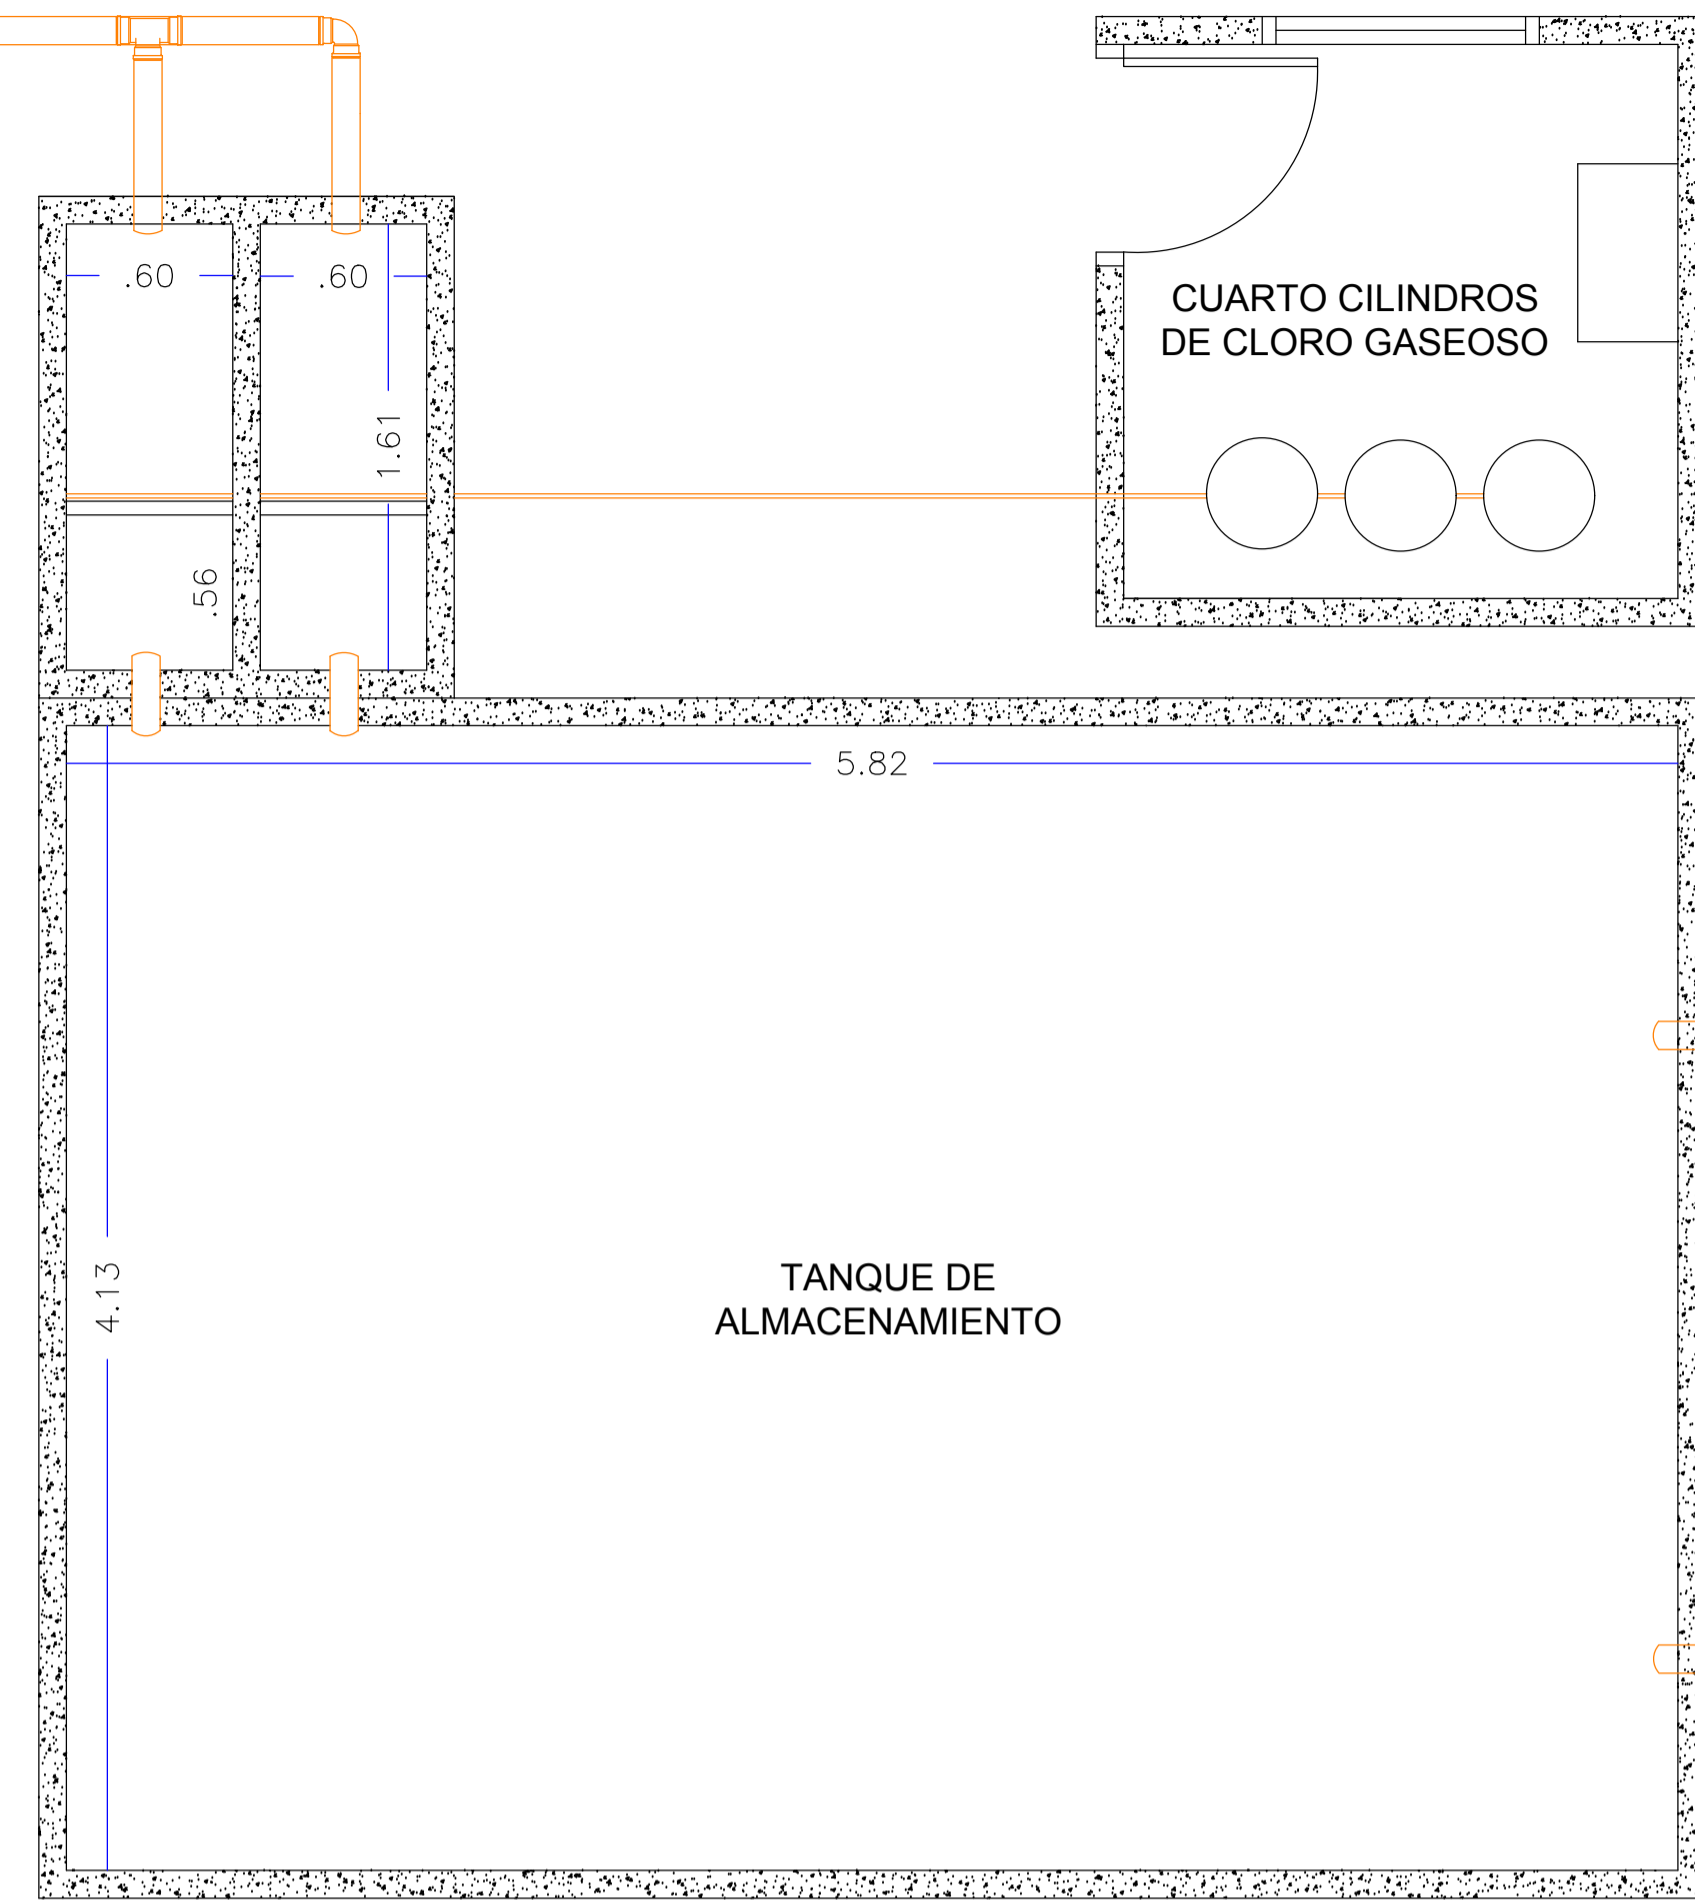 .60
.60
CUARTO CILINDROS
DE CLORO GASEOSO
1.61
.56
5.82
4.13
TANQUE DE
ALMACENAMIENTO